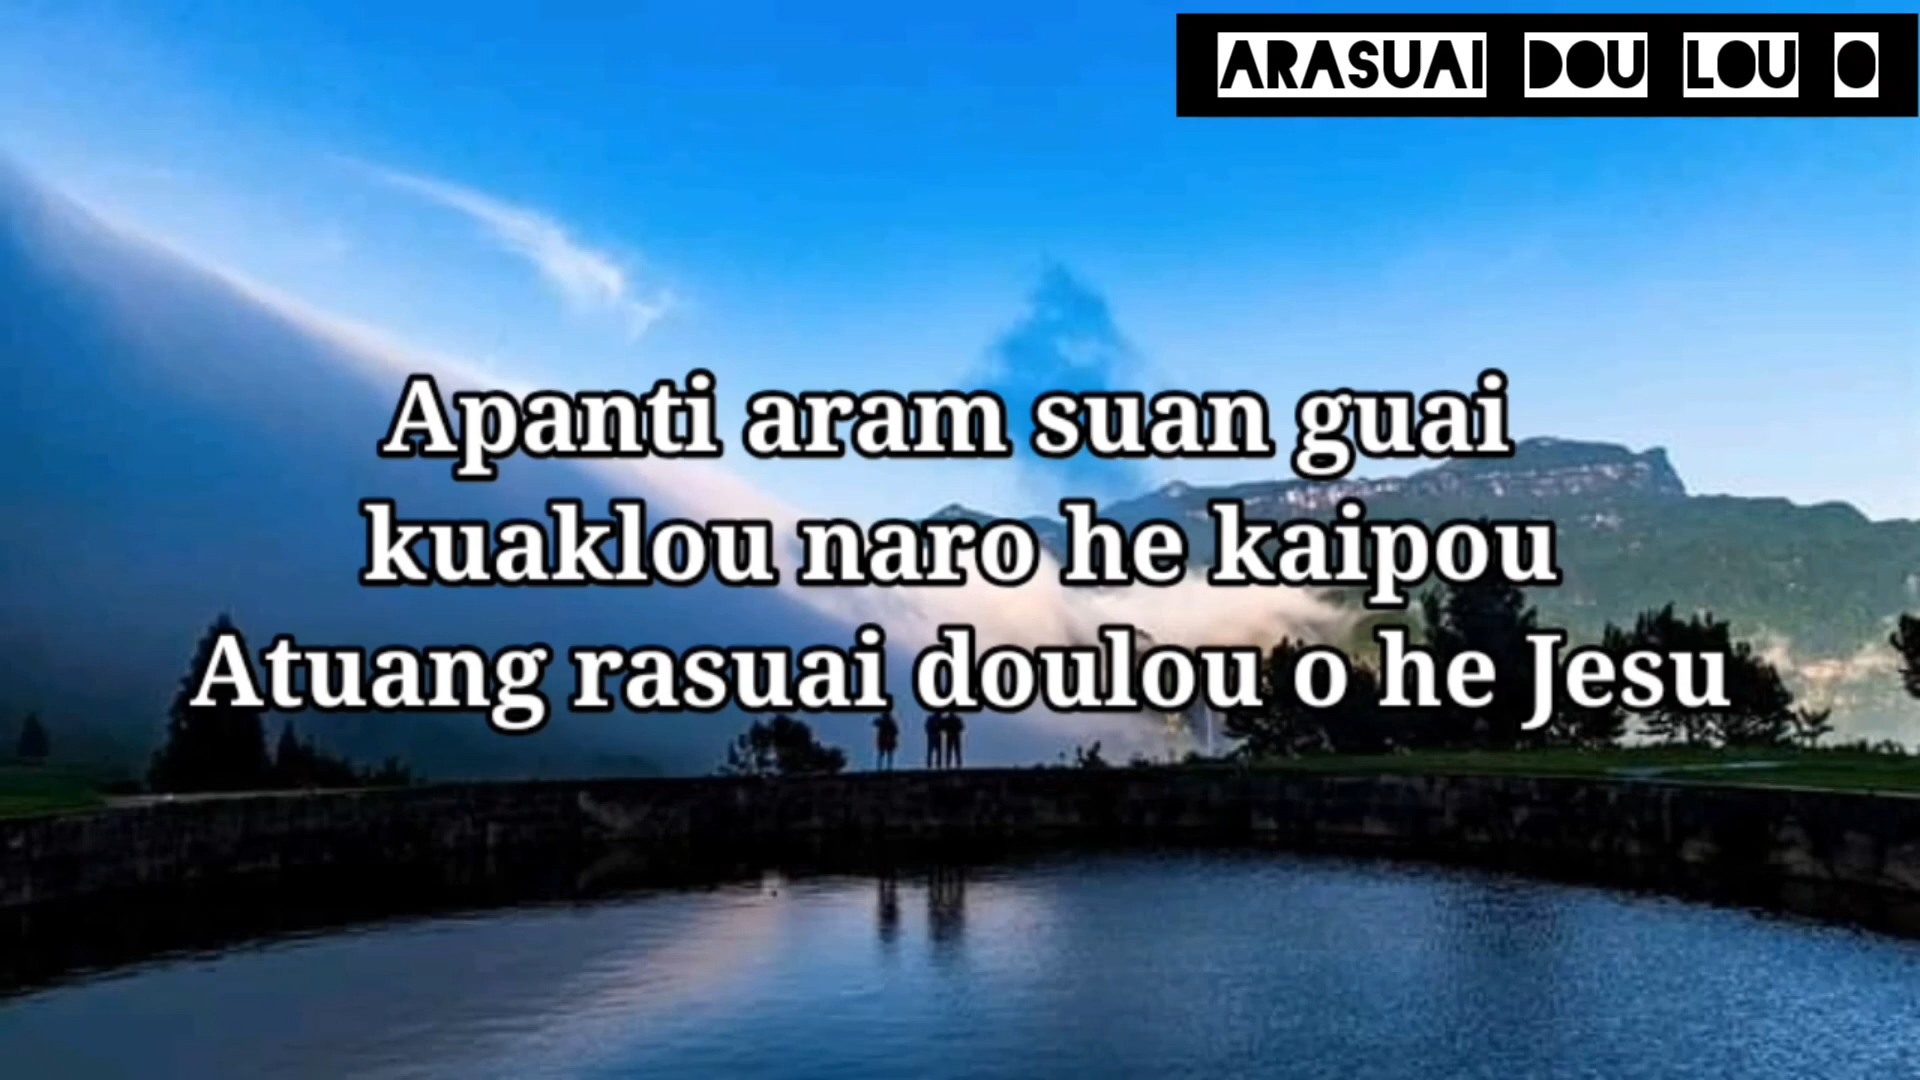 ARASUAI DOU LOU O
Apanti aram suan guai
kuaklou naro he kaipou
Atuang rasuai doulou o he Jesu